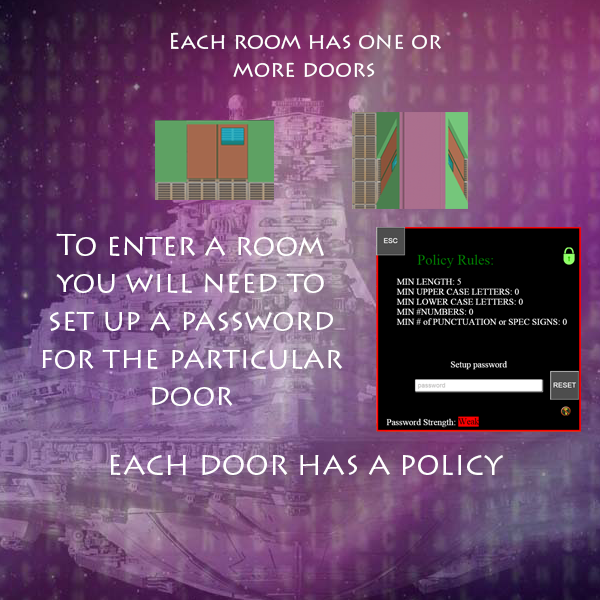 Each room has one or
more doors
To enter a room
you will need to
set up a password
for the particular
door
ESC
Policy Rules:
MIN LENGTH: 5
MIN UPPER CASE LETTERS: 0
MIN LOWER CASE LETTERS: 0
MIN #NUMBERS: 0
MIN # of PUNCTUATION or SPEC SIGNS: 0
Setup password
password
RESET
Password Strength: Weak
each door has a policy